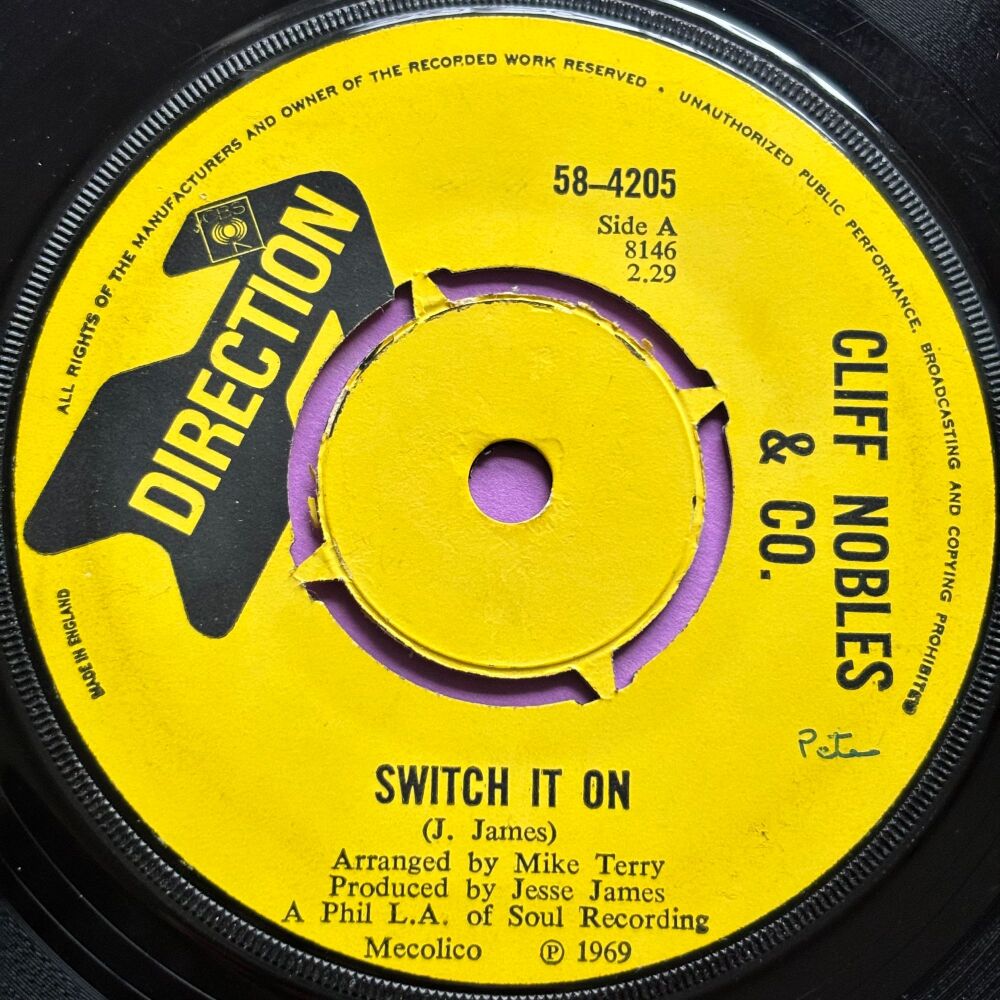 ALL RIGHTS OF THE MANUFACTURERS AND OWNER OF THE RECORDED WORK RESERVED • UNAUTHORIZED PUBLIC PERFORMANCE, BROADCASTING AND COPYING PROHIBITED
CBS
DIRECTION
58-4205
Side A
8146
2.29
CLIFF NOBLES
& CO.
MADE IN ENGLAND
Pete
SWITCH IT ON
(J. James)
Arranged by Mike Terry
Produced by Jesse James
A Phil L.A. of Soul Recording
Mecolico ℗ 1969